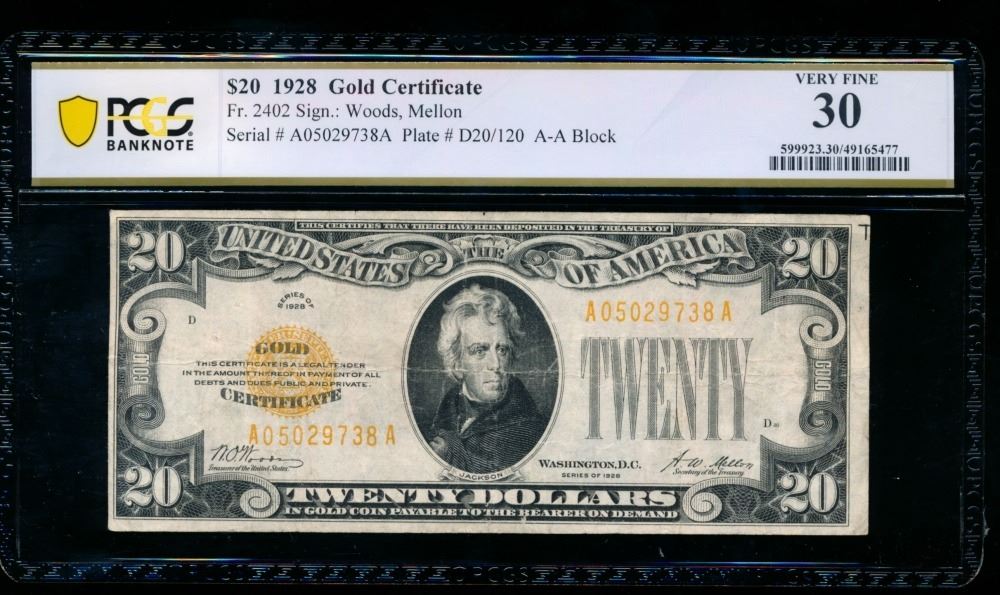 $20 1928 Gold Certificate
Fr. 2402 Sign.: Woods, Mellon
Serial # A05029738A Plate # D20/120 A-A Block
PCGS
BANKNOTE
VERY FINE
30
599923.30/49165477
THIS CERTIFIES THAT THERE HAVE BEEN DEPOSITED IN THE TREASURY OF
20 UNITED STATES THE OF AMERICA 20
SERIES OF
1928
D
A05029738A
GOLD
THIS CERTIFICATE IS A LEGAL TENDER
IN THE AMOUNT THEREOF IN PAYMENT OF ALL
DEBTS AND DUES PUBLIC AND PRIVATE.
CERTIFICATE
GOLD
TWENTY
GOLD
A05029738A
D
W.O. Woods
Treasurer of the United States.
JACKSON
WASHINGTON, D.C.
SERIES OF 1928
A. W. Mellon
Secretary of the Treasury.
20 TWENTY DOLLARS 20
IN GOLD COIN PAYABLE TO THE BEARER ON DEMAND